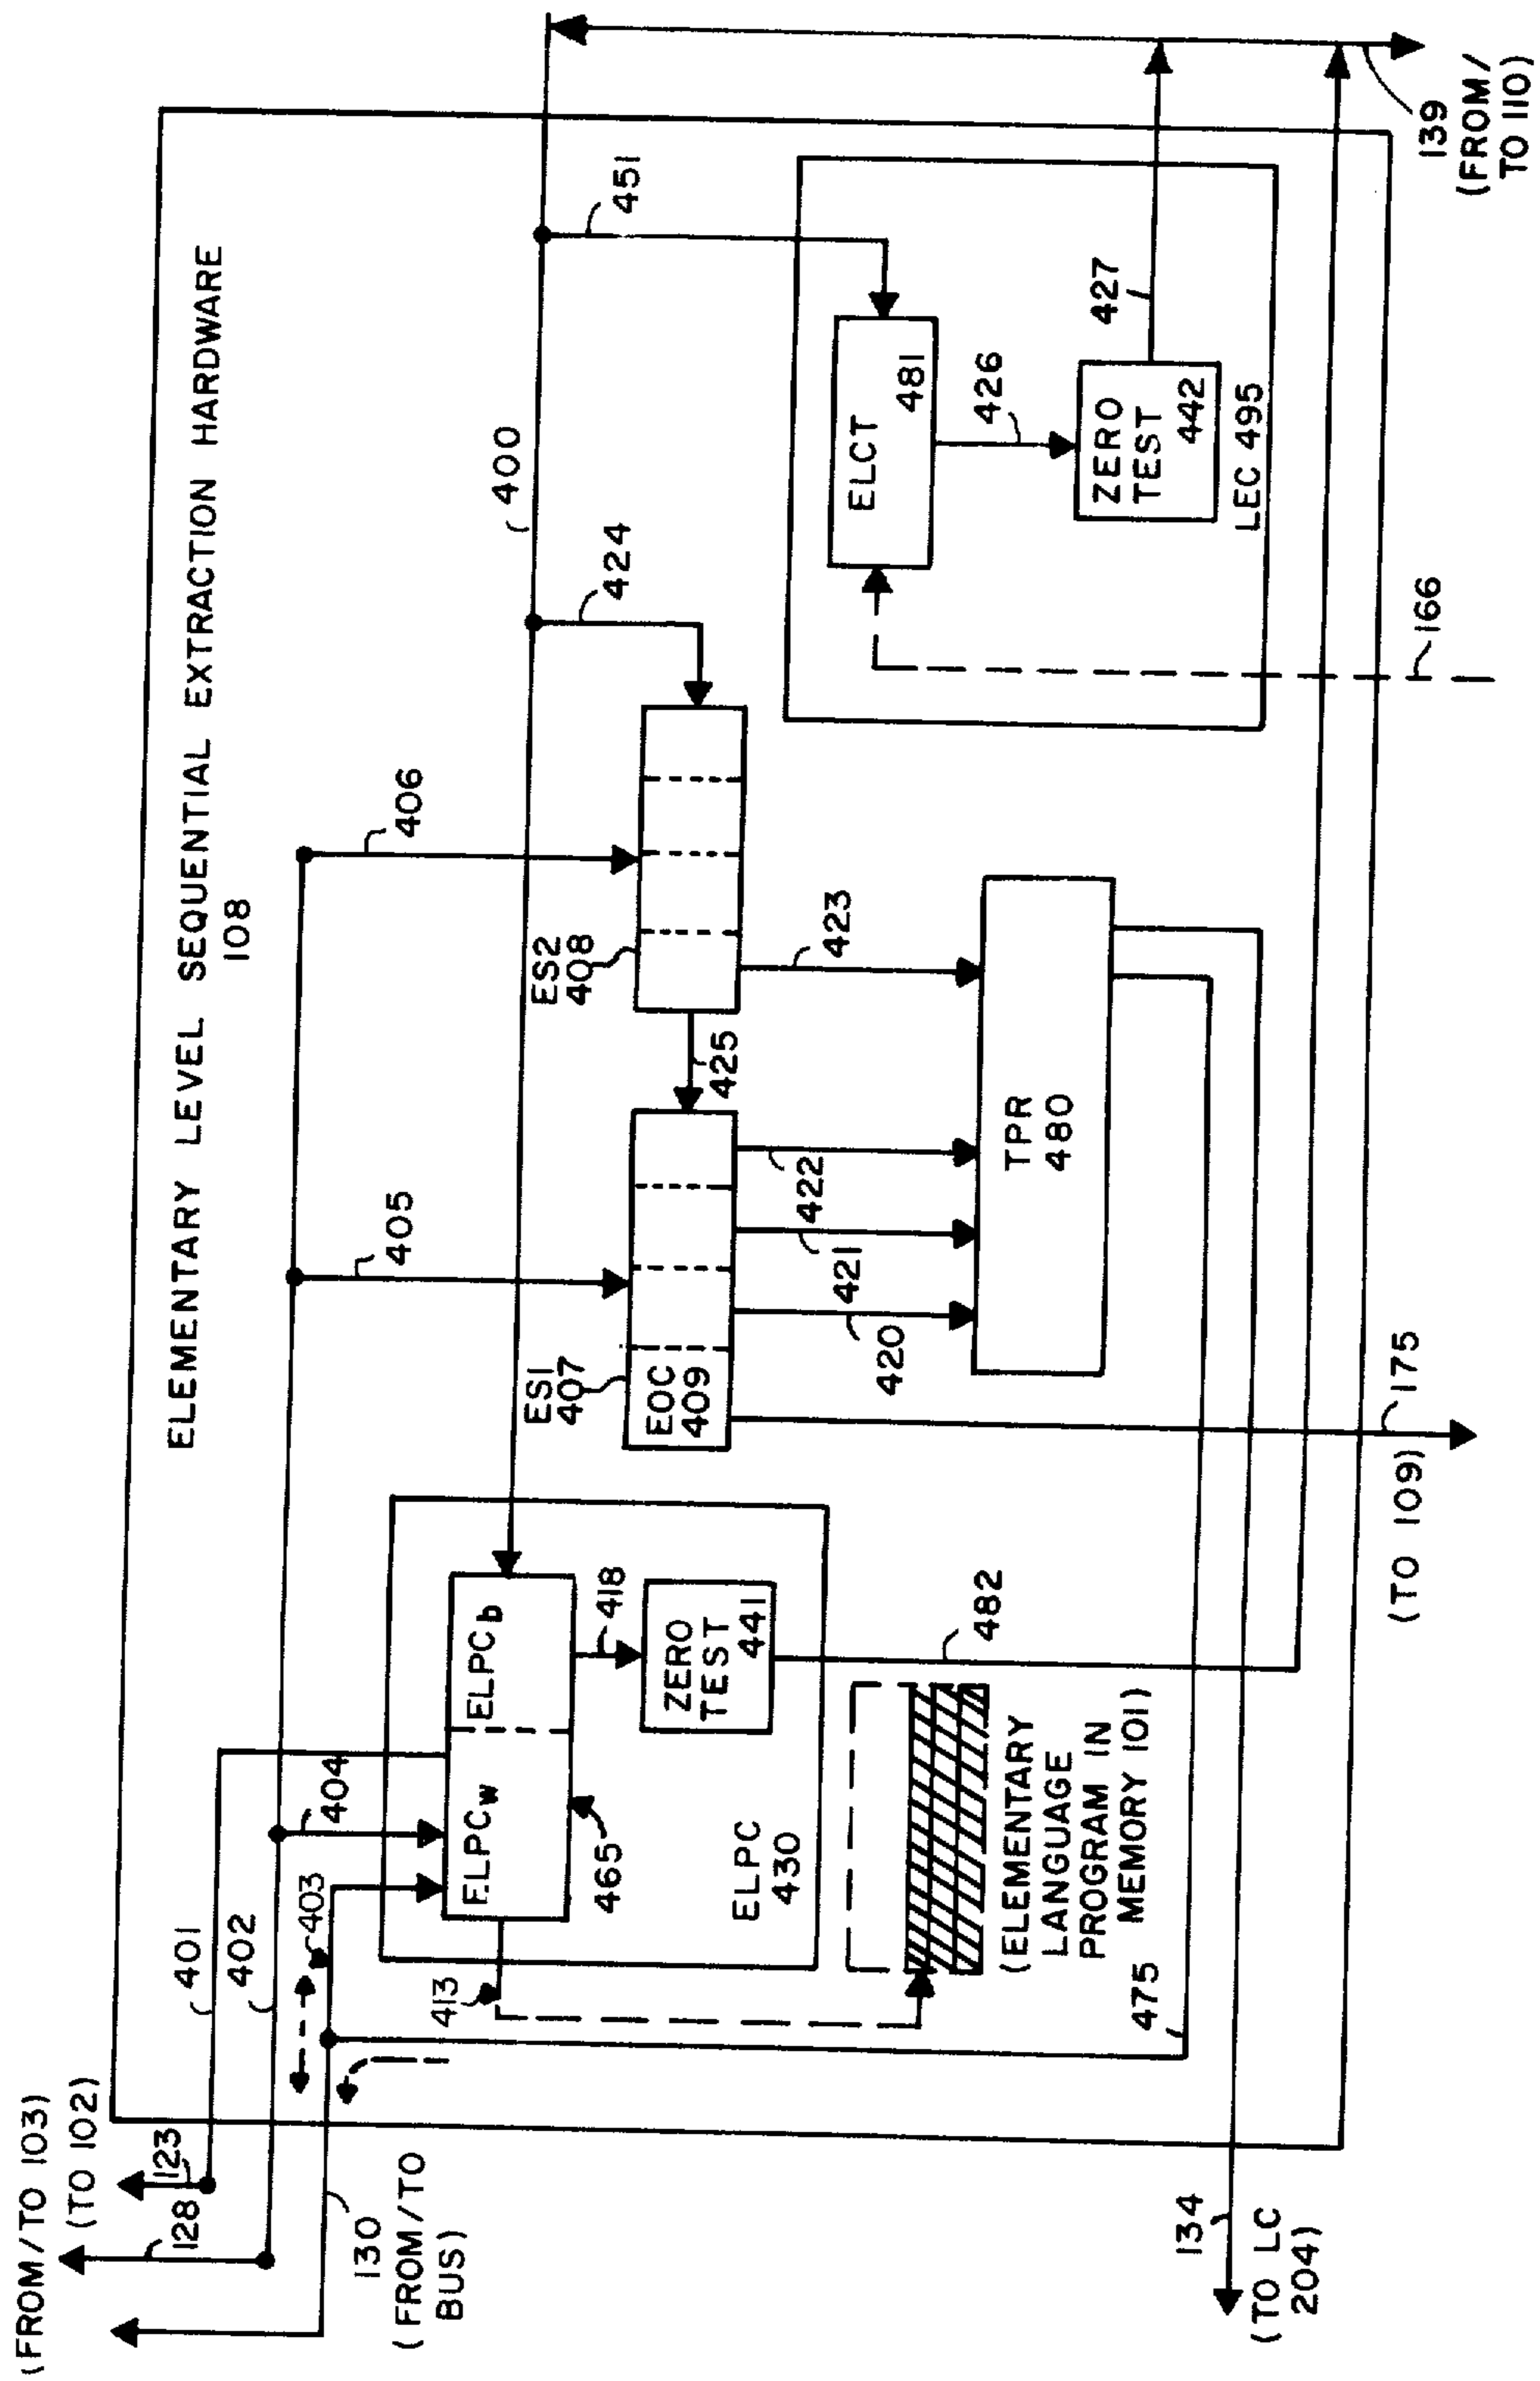 ELEMENTARY LEVEL SEQUENTIAL EXTRACTION HARDWARE
108
(FROM/TO 103)
(TO 102)
123
128
401
402
403
404
405
406
400
424
451
130
(FROM/TO
BUS)
413
ELPCw
ELPCb
465
418
ZERO
TEST
441
ELPC
430
ES1
407
EOC
409
ES2
408
425
420
421
422
423
TPR
480
ELCT
481
426
ZERO
TEST
442
427
LEC 495
(ELEMENTARY
LANGUAGE
PROGRAM IN
MEMORY 101)
475
482
134
(TO LC
204)
175
(TO 109)
166
139
(FROM/
TO 110)